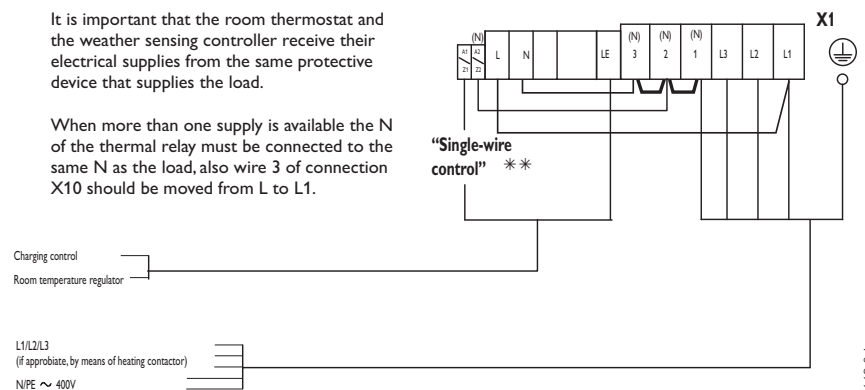 It is important that the room thermostat and
the weather sensing controller receive their
electrical supplies from the same protective
device that supplies the load.
When more than one supply is available the N
of the thermal relay must be connected to the
same N as the load, also wire 3 of connection
X10 should be moved from L to L1.
X1
(N) (N) (N) (N)
A1 A2 L N LE 3 2 1 L3 L2 L1
Z1 Z2
“Single-wire
control” **
Charging control
Room temperature regulator
L1/L2/L3
(if approbiate, by means of heating contactor)
N/PE ~ 400V